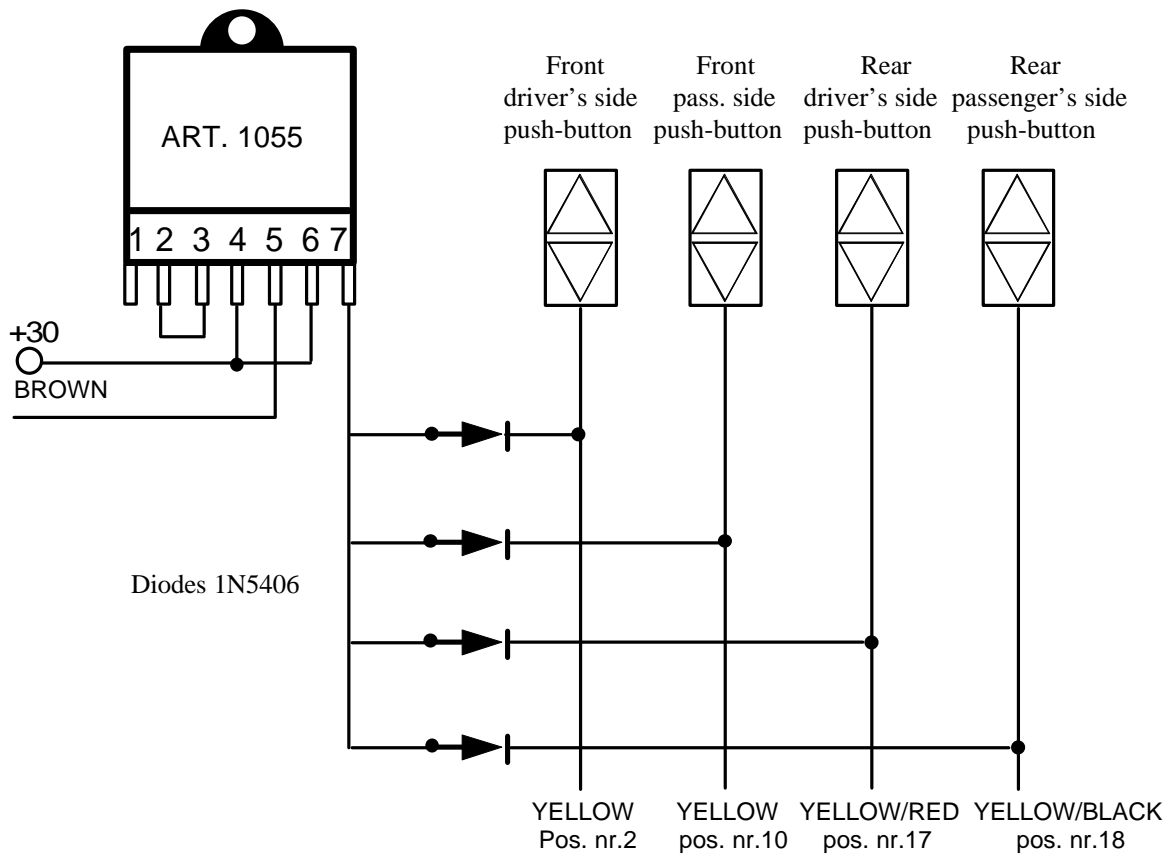 Front
driver’s side
push-button
Front
pass. side
push-button
Rear
driver’s side
push-button
Rear
passenger’s side
push-button
ART. 1055
1 2 3 4 5 6 7
+30
BROWN
Diodes 1N5406
YELLOW
Pos. nr.2
YELLOW
pos. nr.10
YELLOW/RED
pos. nr.17
YELLOW/BLACK
pos. nr.18